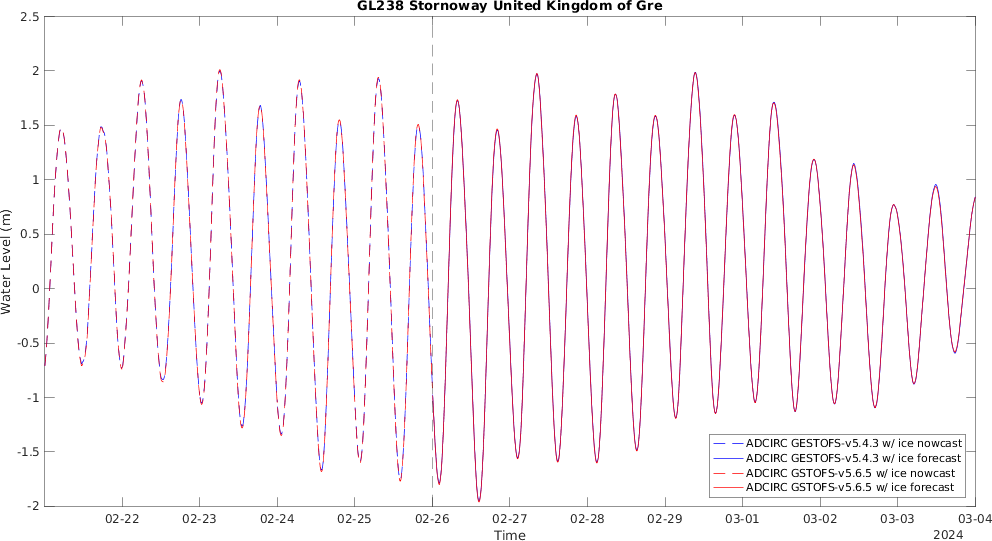 GL238 Stornoway United Kingdom of Gre
2.5
2
1.5
1
0.5
0
-0.5
-1
-1.5
-2
Water Level (m)
ADCIRC GESTOFS-v5.4.3 w/ ice nowcast
ADCIRC GESTOFS-v5.4.3 w/ ice forecast
ADCIRC GSTOFS-v5.6.5 w/ ice nowcast
ADCIRC GSTOFS-v5.6.5 w/ ice forecast
02-22 02-23 02-24 02-25 02-26 02-27 02-28 02-29 03-01 03-02 03-03 03-04
Time
2024